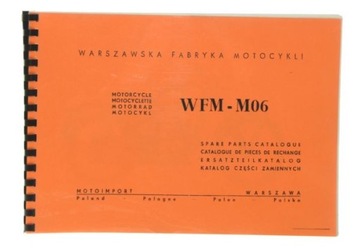 WARSZAWSKA FABRYKA MOTOCYKLI
MOTORCYCLE
MOTOCYCLETTE
MOTORRAD
MOTOCYKL
WFM - M06
SPARE PARTS CATALOGUE
CATALOGUE DE PIECES DE RECHANGE
ERSATZTEILKATALOG
KATALOG CZĘŚCI ZAMIENNYCH
MOTOIMPORT WARSZAWA
Poland Pologne Polen Polska